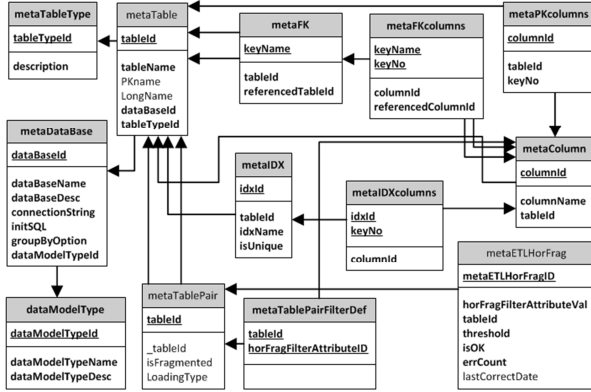 metaTableType
tableTypeId
description
metaTable
tableId
tableName
PKname
LongName
dataBaseId
tableTypeId
metaFK
keyName
tableId
referencedTableId
metaFKcolumns
keyName
keyNo
columnId
referencedColumnId
metaPKcolumns
columnId
tableId
keyNo
metaDataBase
dataBaseId
dataBaseName
dataBaseDesc
connectionString
initSQL
groupByOption
dataModelTypeId
metaIDX
idxId
tableId
idxName
isUnique
metaIDXcolumns
idxId
keyNo
columnId
metaColumn
columnId
columnName
tableId
dataModelType
dataModelTypeId
dataModelTypeName
dataModelTypeDesc
metaTablePair
tableId
_tableId
isFragmented
LoadingType
metaTablePairFilterDef
tableId
horFragFilterAttributeID
metaETLHorFrag
metaETLHorFragID
horFragFilterAttributeVal
tableId
threshold
isOK
errCount
lastCorrectDate